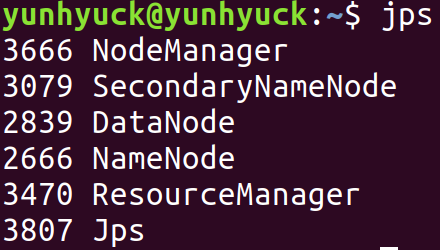 yunhyuck@yunhyuck:~$ jps
3666 NodeManager
3079 SecondaryNameNode
2839 DataNode
2666 NameNode
3470 ResourceManager
3807 Jps